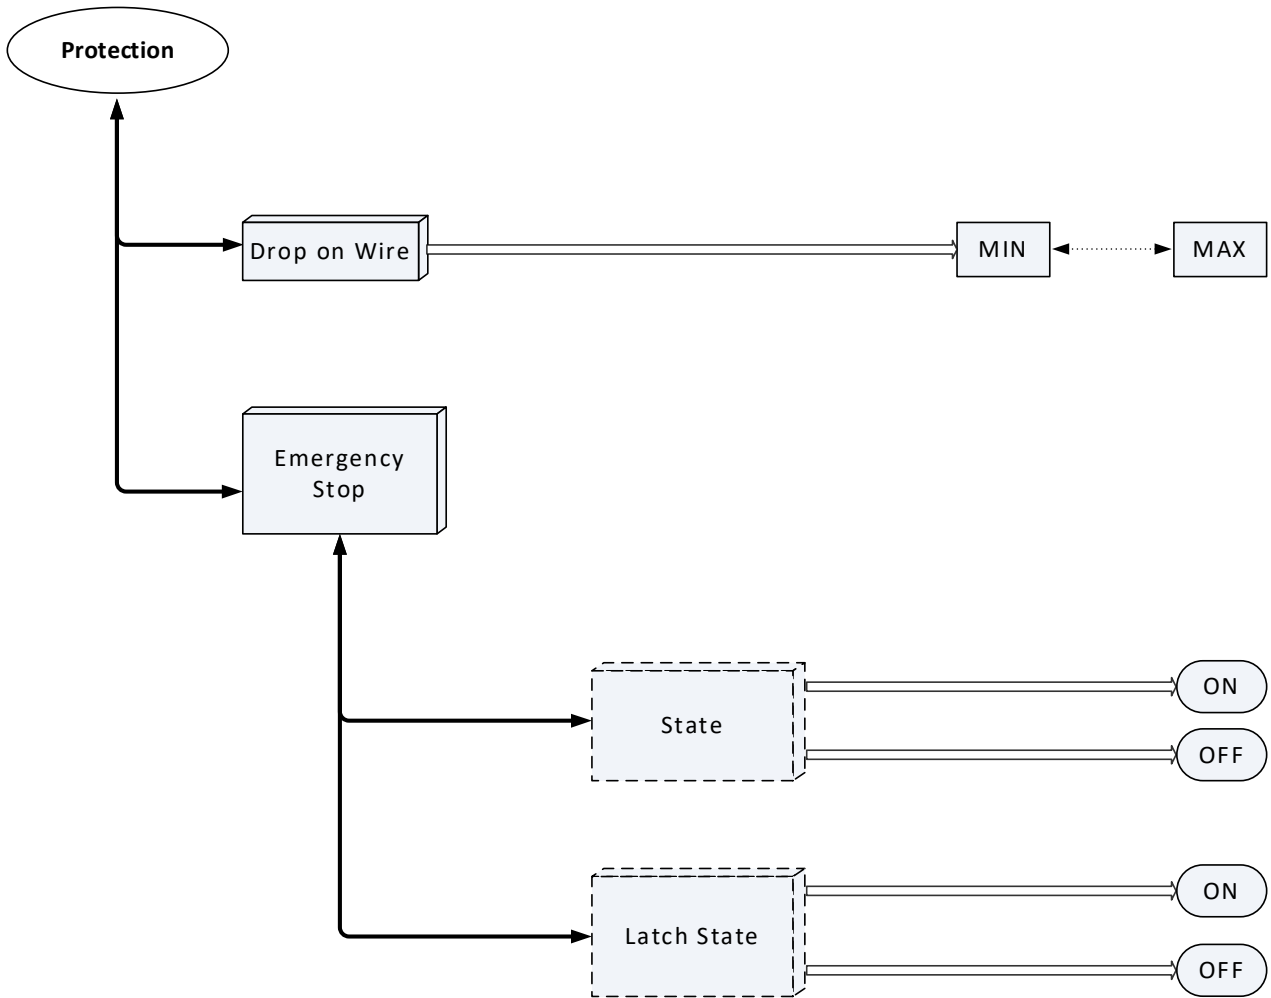 Protection
Drop on Wire
MIN
MAX
Emergency
Stop
State
ON
OFF
Latch State
ON
OFF